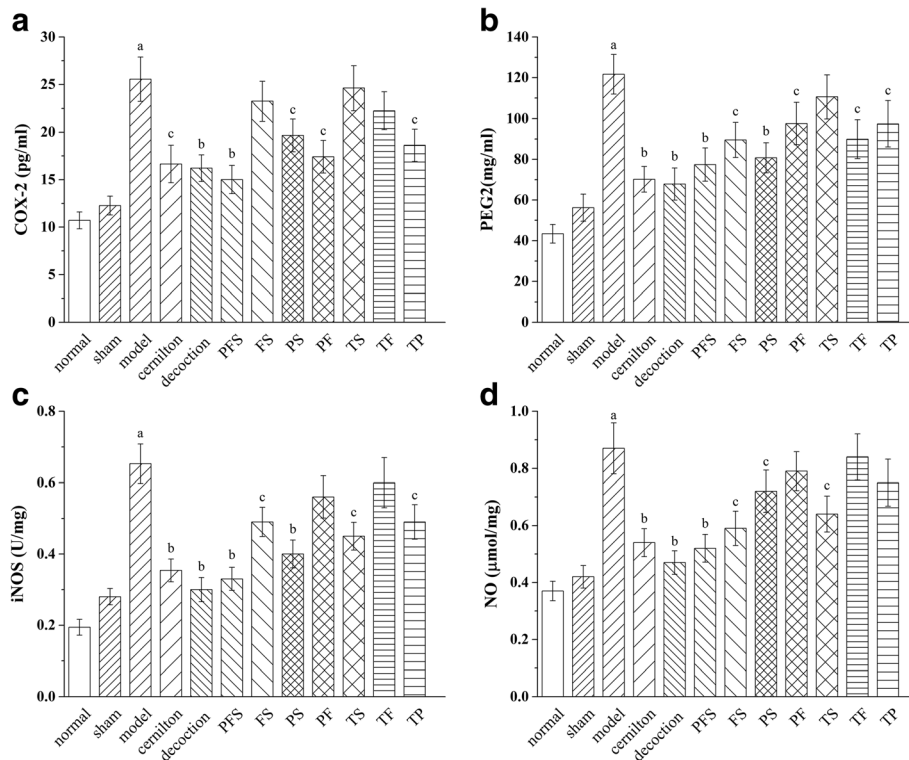 a
30
25
20
15
10
5
0
COX-2 (pg/ml)
a
c
b
b
c
c
c
normal
sham
model
cernilton
decoction
PFS
FS
PS
PF
TS
TF
TP
b
140
120
100
80
60
40
20
0
PEG2(mg/ml)
a
b
b
b
c
b
c
c
c
normal
sham
model
cernilton
decoction
PFS
FS
PS
PF
TS
TF
TP
c
0.8
0.6
0.4
0.2
0.0
iNOS (U/mg)
a
b
b
b
c
b
c
c
normal
sham
model
cernilton
decoction
PFS
FS
PS
PF
TS
TF
TP
d
1.0
0.8
0.6
0.4
0.2
0.0
NO (μmol/mg)
a
b
b
b
c
c
c
normal
sham
model
cernilton
decoction
PFS
FS
PS
PF
TS
TF
TP